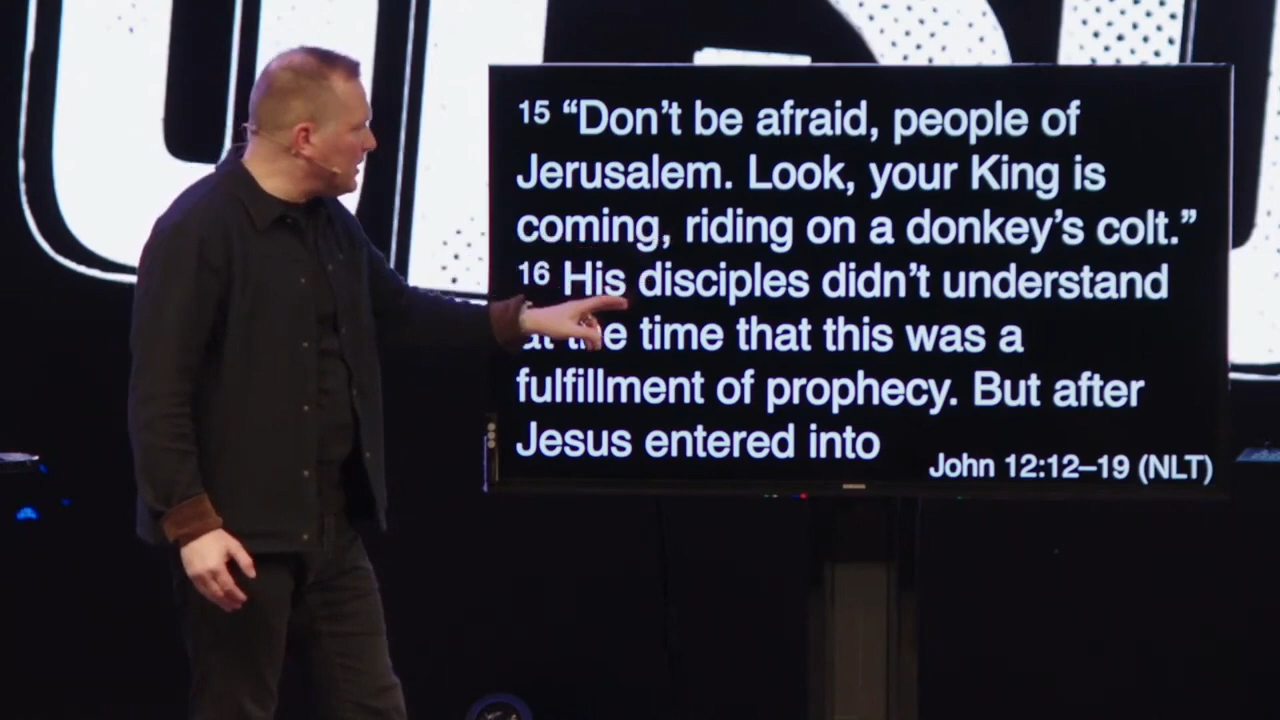 15 “Don’t be afraid, people of
Jerusalem. Look, your King is
coming, riding on a donkey’s colt.”
16 His disciples didn’t understand
at the time that this was a
fulfillment of prophecy. But after
Jesus entered into
John 12:12–19 (NLT)